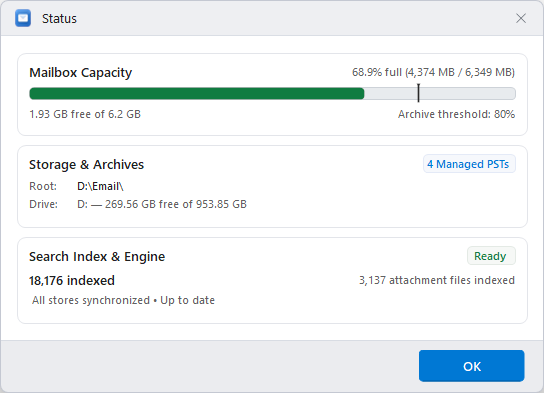 Status
Mailbox Capacity 68.9% full (4,374 MB / 6,349 MB)
1.93 GB free of 6.2 GB Archive threshold: 80%
Storage & Archives 4 Managed PSTs
Root: D:\Email\
Drive: D: — 269.56 GB free of 953.85 GB
Search Index & Engine Ready
18,176 indexed 3,137 attachment files indexed
All stores synchronized • Up to date
OK